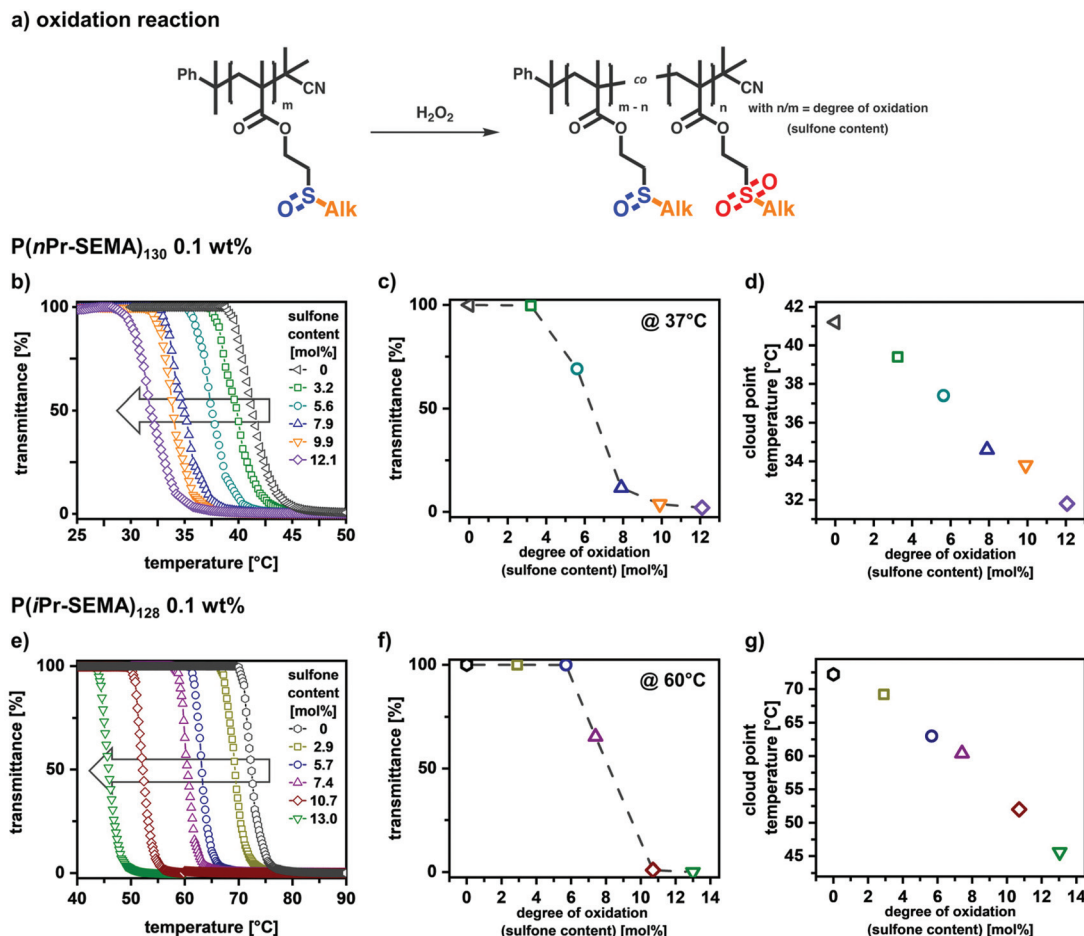 a) oxidation reaction
Ph
m
CN
O
O
S
O
Alk
H2O2
Ph
m - n
co
n
CN
O
O
S
O
Alk
O
O
S
O
O
Alk
with n/m = degree of oxidation
(sulfone content)
P(nPr-SEMA)130 0.1 wt%
b)
transmittance [%]
100
50
0
25 30 35 40 45 50
temperature [°C]
sulfone
content
[mol%]
0
3.2
5.6
7.9
9.9
12.1
c)
transmittance [%]
100
50
0
@ 37°C
0 2 4 6 8 10 12
degree of oxidation
(sulfone content) [mol%]
d)
cloud point
temperature [°C]
42
40
38
36
34
32
0 2 4 6 8 10 12
degree of oxidation
(sulfone content) [mol%]
P(iPr-SEMA)128 0.1 wt%
e)
transmittance [%]
100
50
0
40 50 60 70 80 90
temperature [°C]
sulfone
content
[mol%]
0
2.9
5.7
7.4
10.7
13.0
f)
transmittance [%]
100
50
0
@ 60°C
0 2 4 6 8 10 12 14
degree of oxidation
(sulfone content) [mol%]
g)
cloud point
temperature [°C]
70
65
60
55
50
45
0 2 4 6 8 10 12 14
degree of oxidation
(sulfone content) [mol%]